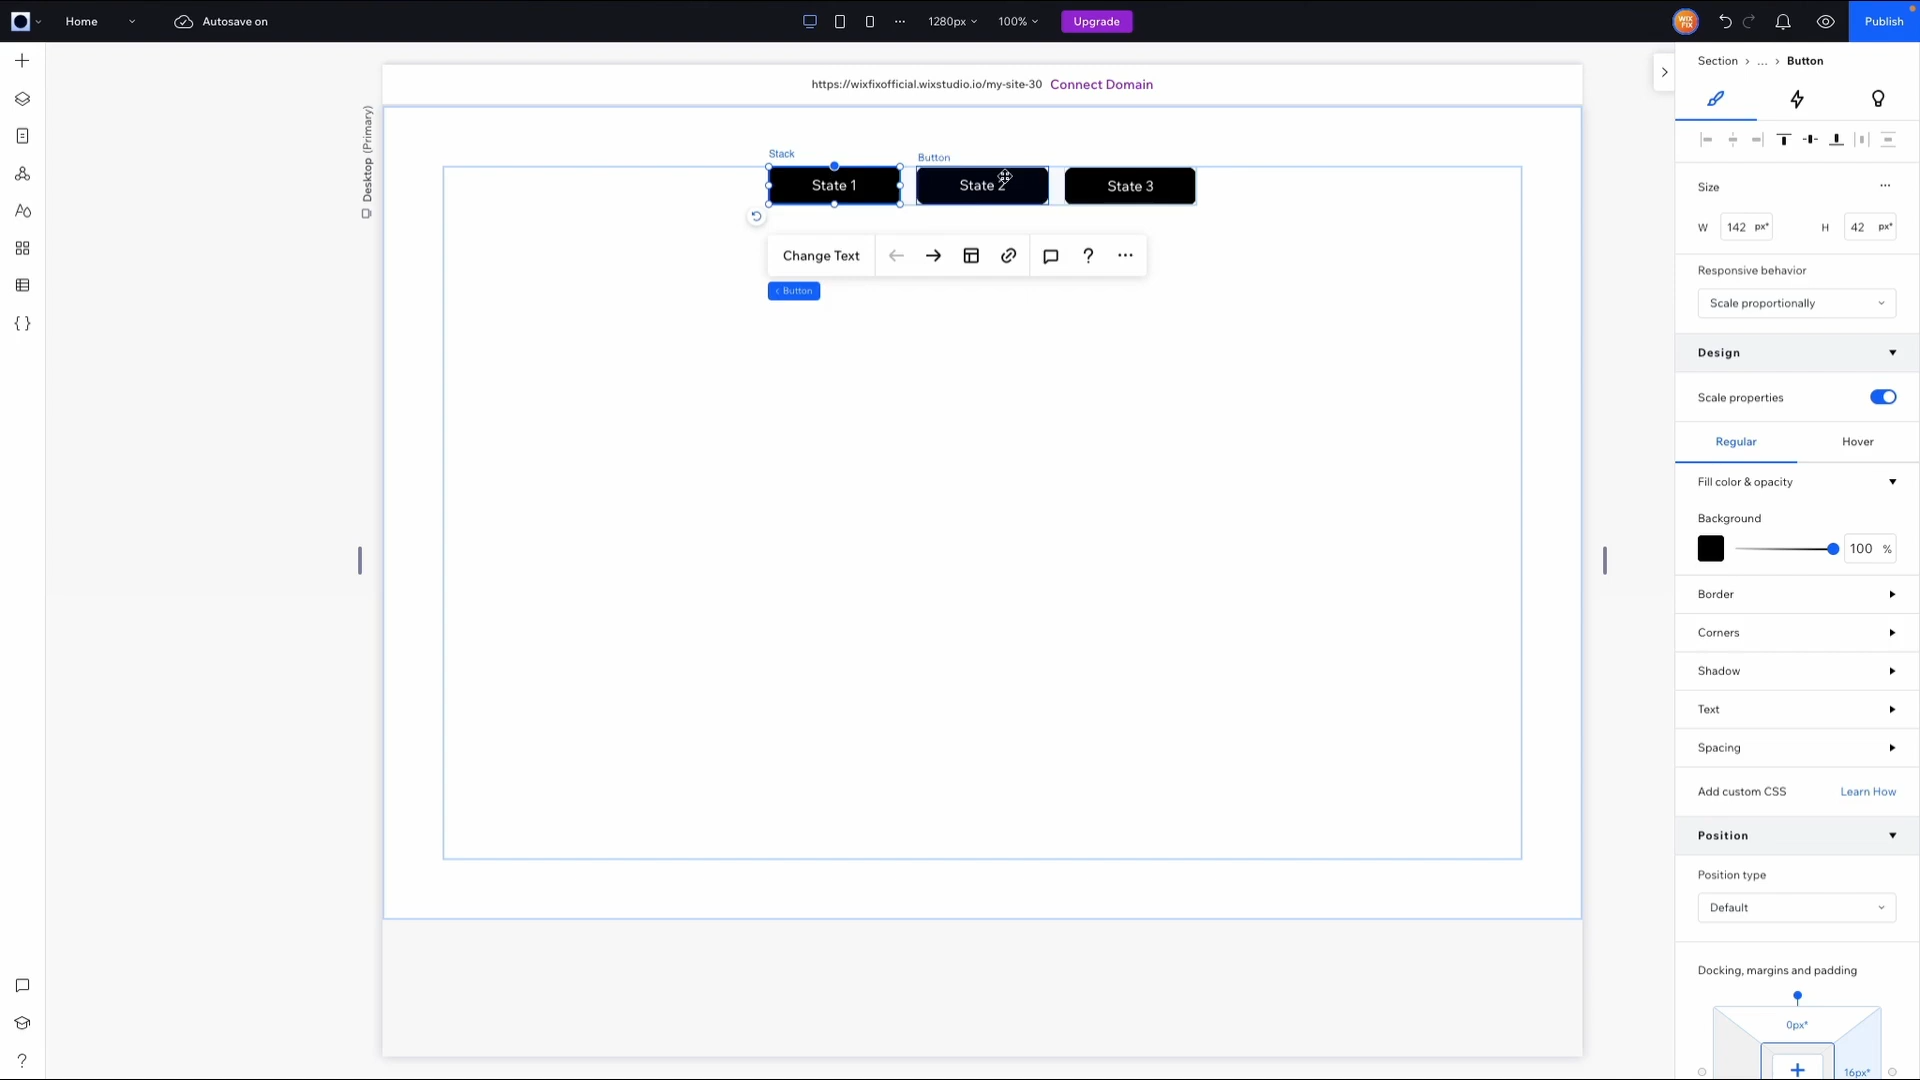 Home
Autosave on
1280px
100%
Upgrade
WIX
FIX
Publish
https://wixfixofficial.wixstudio.io/my-site-30 Connect Domain
Section › ... › Button
Desktop (Primary)
Stack
Button
State 1
State 2
State 3
Size
W 142 px*
H 42 px*
Change Text
?
...
‹ Button
Responsive behavior
Scale proportionally
Design
Scale properties
Regular
Hover
Fill color & opacity
Background
100 %
Border
Corners
Shadow
Text
Spacing
Add custom CSS
Learn How
Position
Position type
Default
Docking, margins and padding
0px*
16px*
?